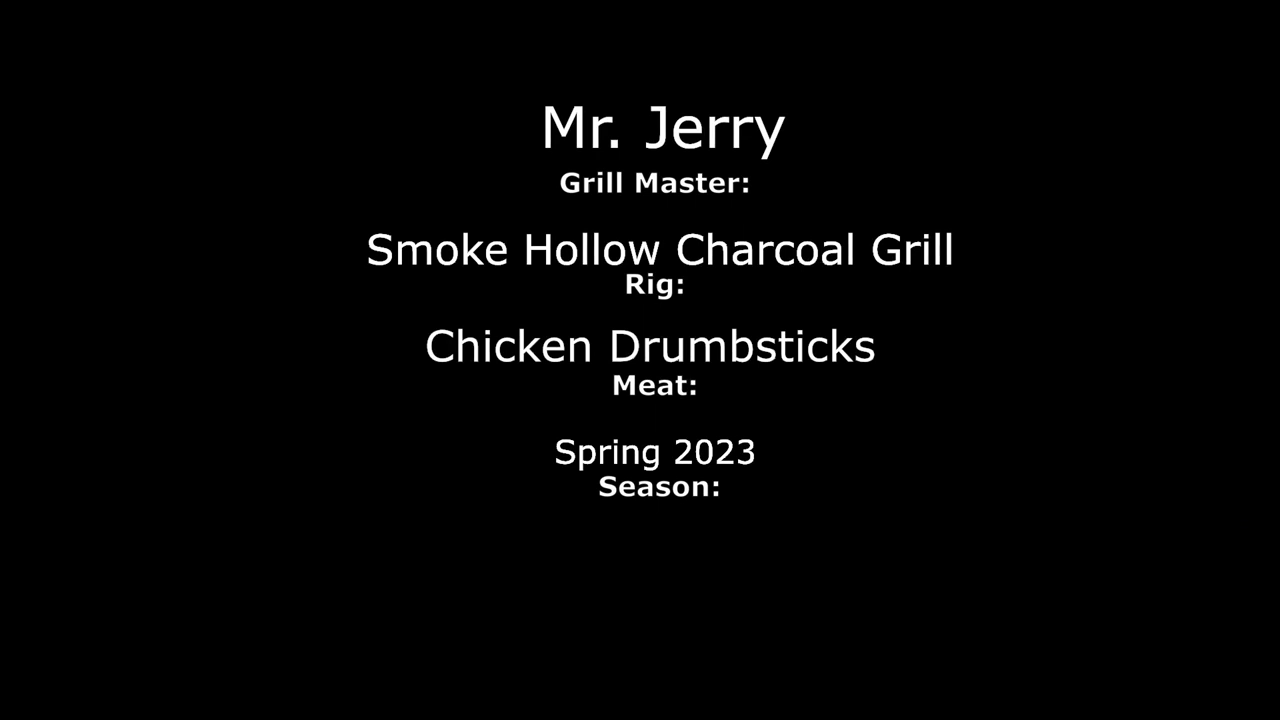 Mr. Jerry
Grill Master:
Smoke Hollow Charcoal Grill
Rig:
Chicken Drumbsticks
Meat:
Spring 2023
Season: